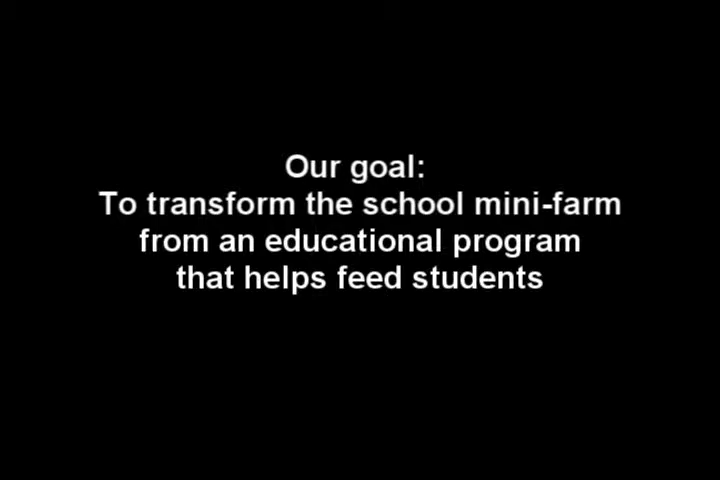 Our goal:
To transform the school mini-farm
from an educational program
that helps feed students